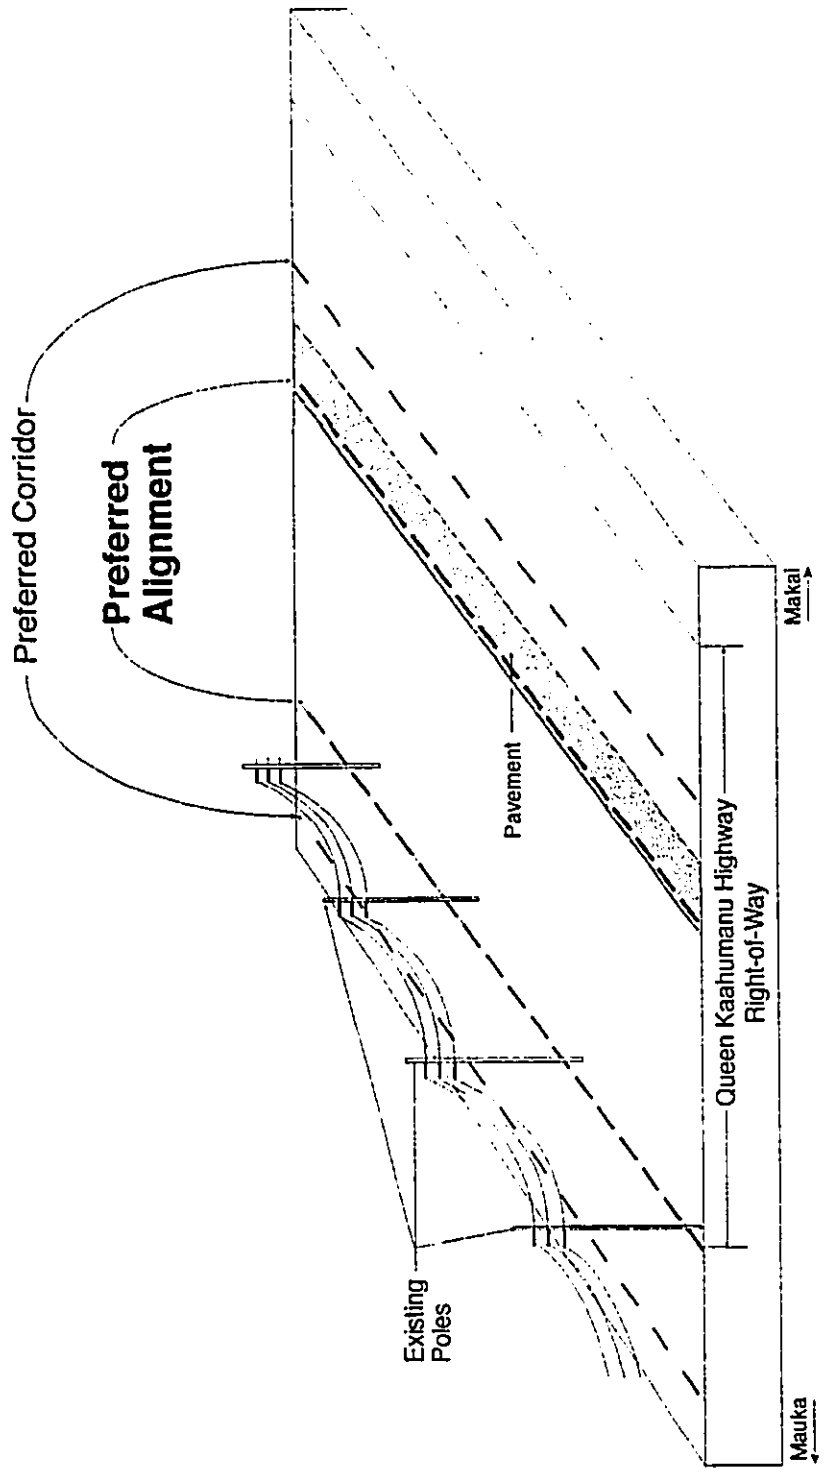 Preferred Corridor
Preferred
Alignment
Existing
Poles
Pavement
Queen Kaahumanu Highway
Right-of-Way
Mauka
Makai